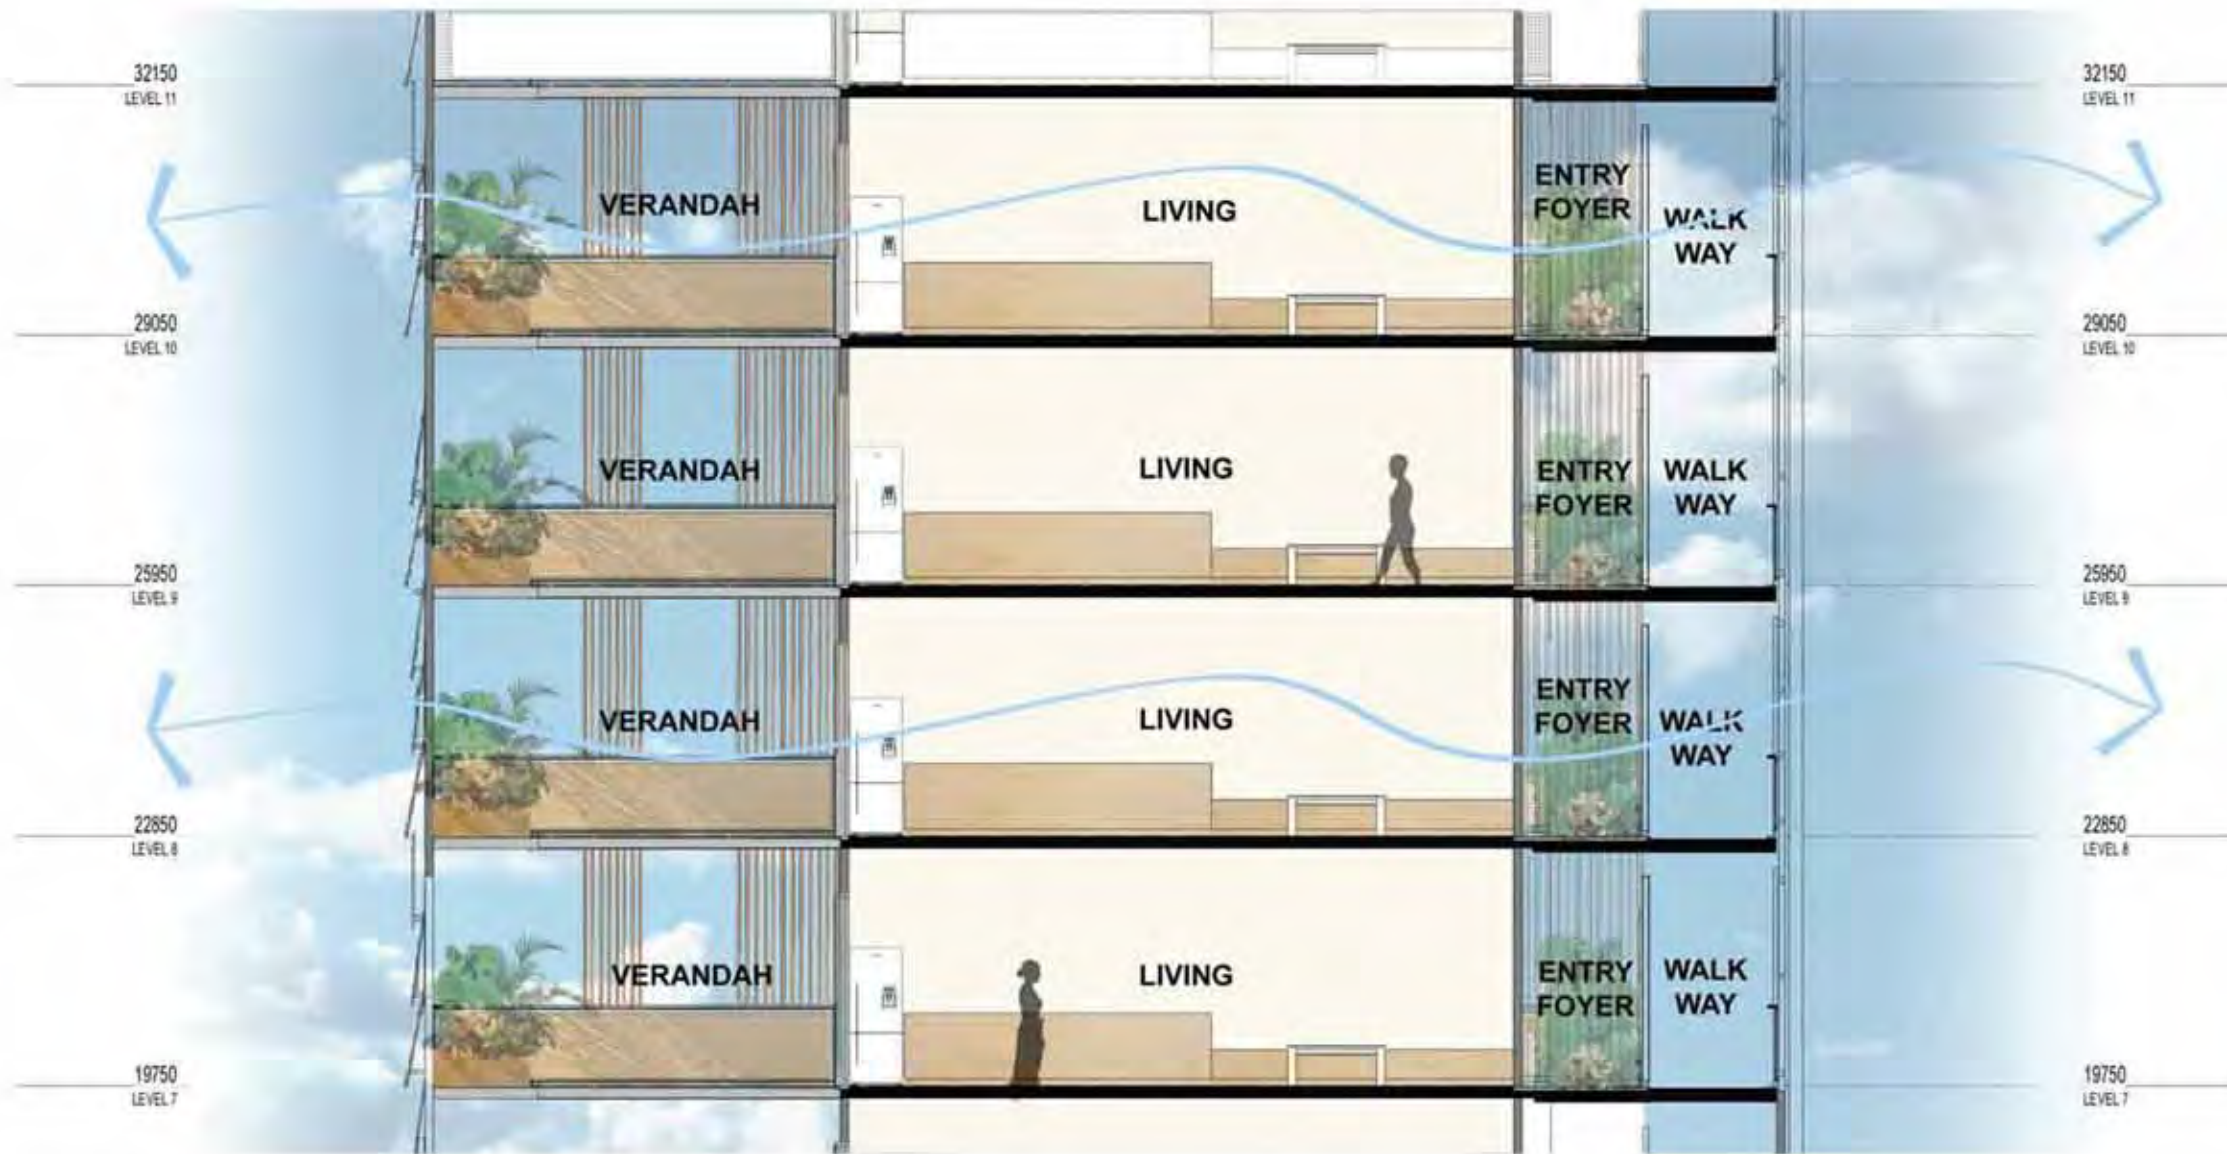 32150
LEVEL 11
32150
LEVEL 11
VERANDAH
LIVING
ENTRY
FOYER
WALK
WAY
29050
LEVEL 10
29050
LEVEL 10
VERANDAH
LIVING
ENTRY
FOYER
WALK
WAY
25950
LEVEL 9
25950
LEVEL 9
VERANDAH
LIVING
ENTRY
FOYER
WALK
WAY
22850
LEVEL 8
22850
LEVEL 8
VERANDAH
LIVING
ENTRY
FOYER
WALK
WAY
19750
LEVEL 7
19750
LEVEL 7